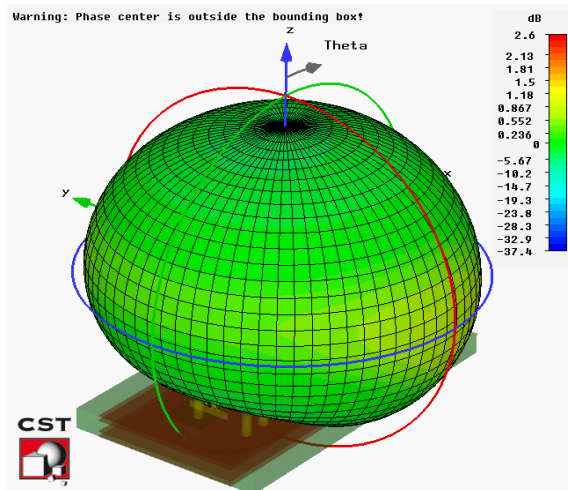 Warning: Phase center is outside the bounding box!
dB
z
Theta
2.6
2.13
1.81
1.5
1.18
0.867
0.552
0.236
0
x
-5.67
-10.2
y
-14.7
-19.3
-23.8
-28.3
-32.9
-37.4
CST